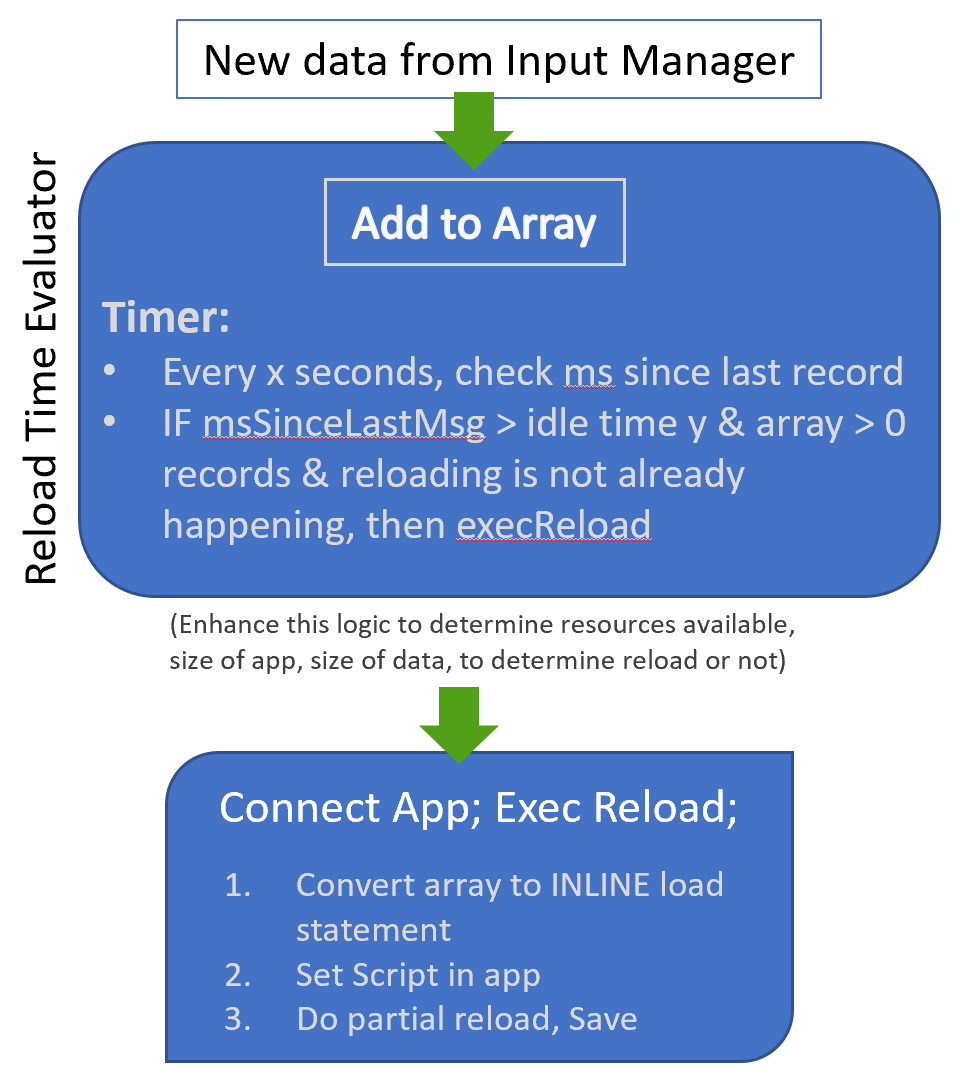 New data from Input Manager
Reload Time Evaluator
Add to Array
Timer:
• Every x seconds, check ms since last record
• IF msSinceLastMsg > idle time y & array > 0
records & reloading is not already
happening, then execReload
(Enhance this logic to determine resources available,
size of app, size of data, to determine reload or not)
Connect App; Exec Reload;
1. Convert array to INLINE load
statement
2. Set Script in app
3. Do partial reload, Save